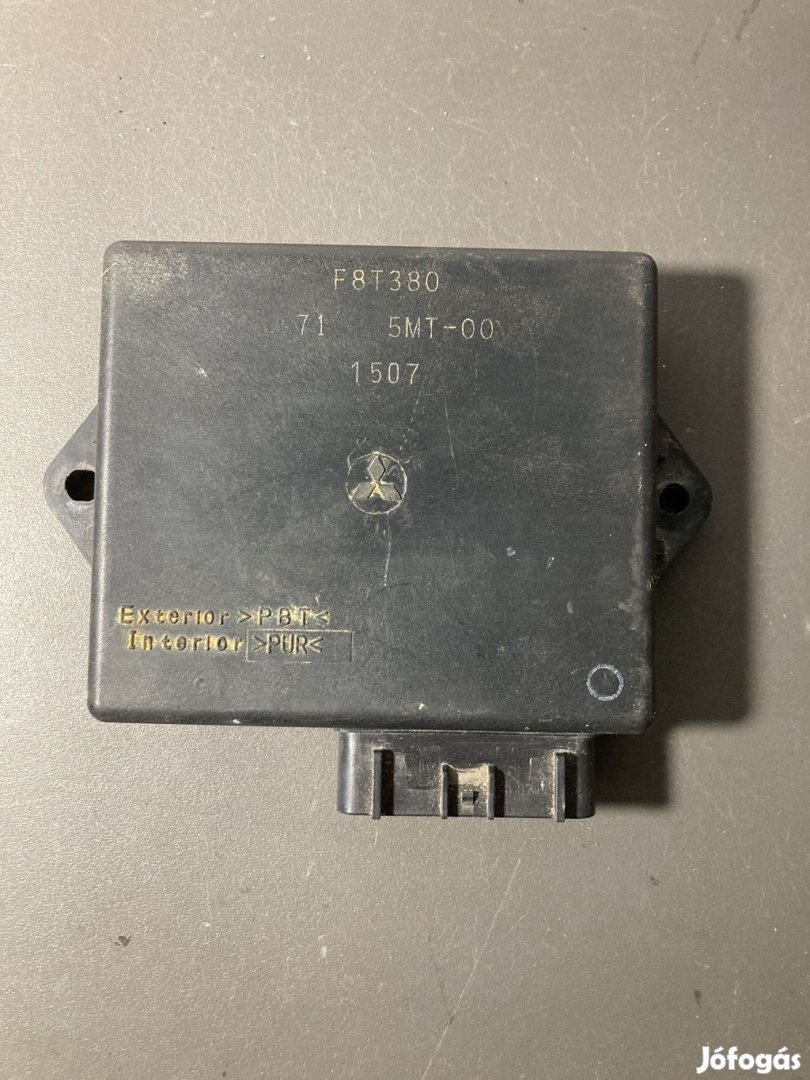 F8T380
71 5MT-00
1507
Exterior >PBT<
Interior >PUR<
Jófogás